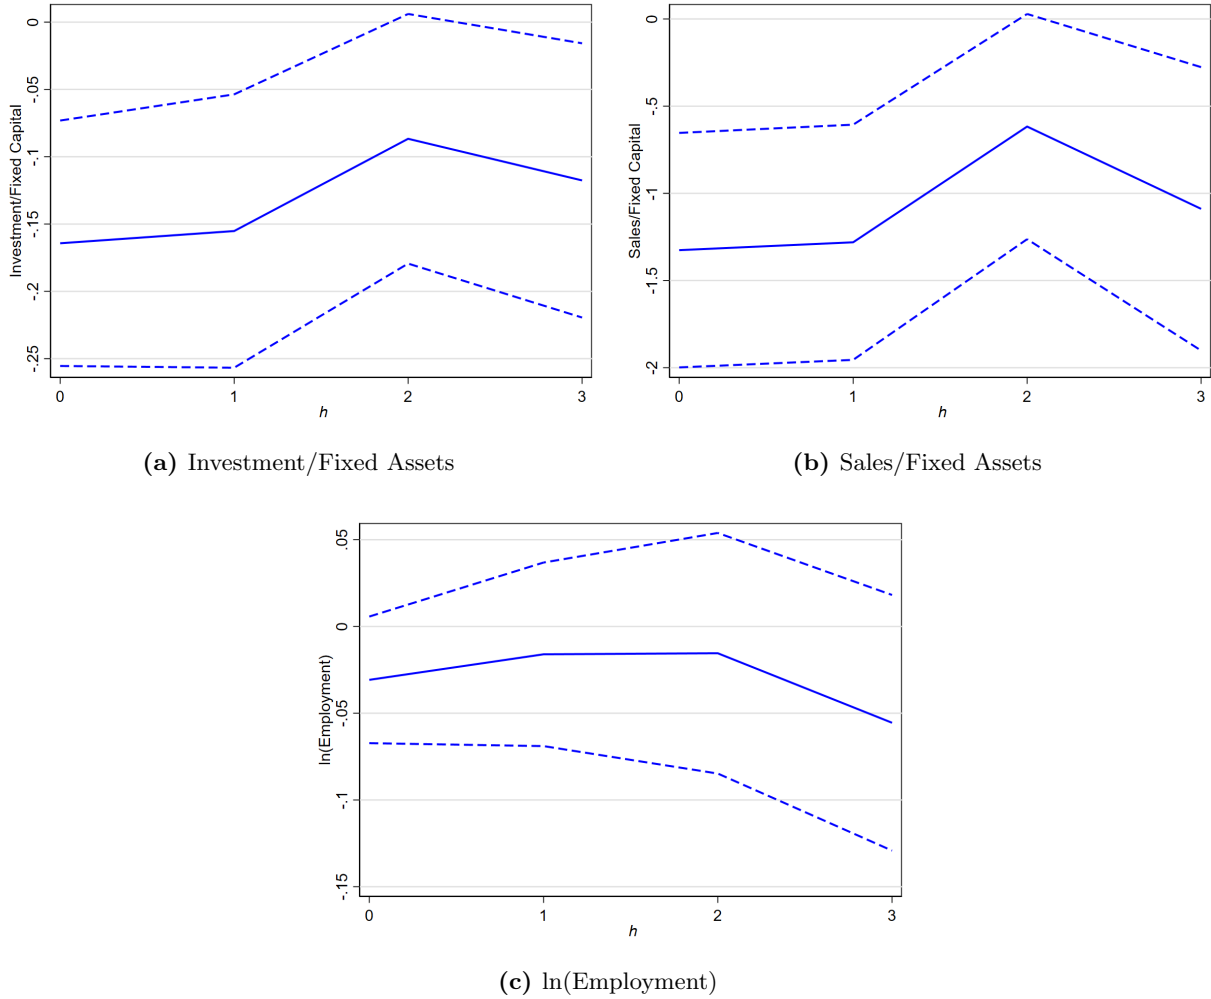 Investment/Fixed Capital
0
-.05
-.1
-.15
-.2
-.25
0 1 2 3
h
(a) Investment/Fixed Assets
Sales/Fixed Capital
0
-.5
-1
-1.5
-2
0 1 2 3
h
(b) Sales/Fixed Assets
ln(Employment)
.05
0
-.05
-.1
-.15
0 1 2 3
h
(c) ln(Employment)